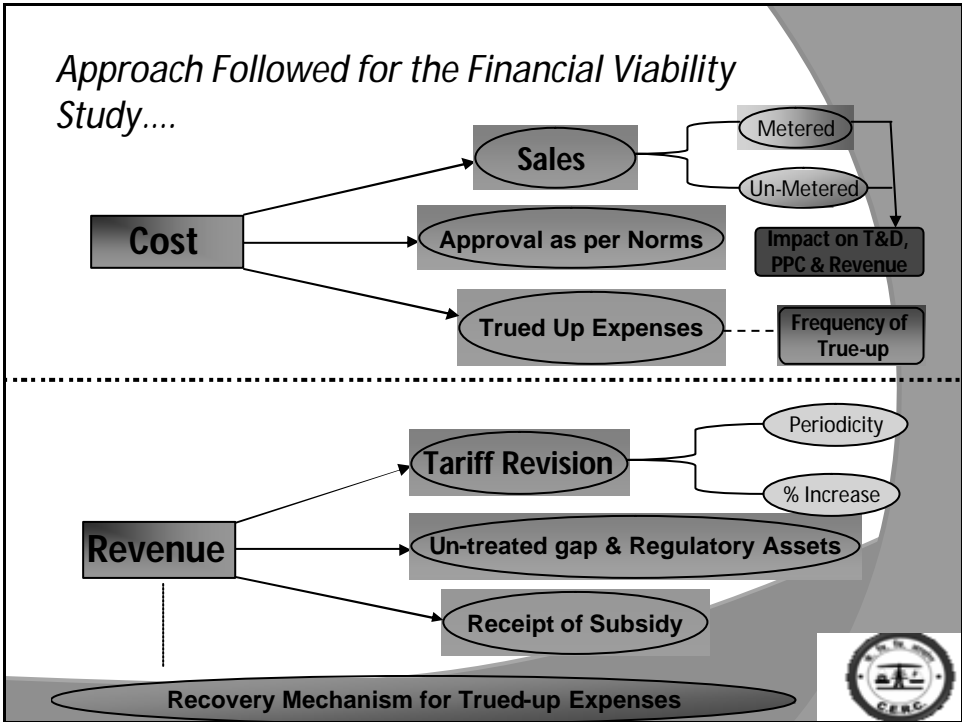 Approach Followed for the Financial Viability
Study....
Cost
Sales
Metered
Un-Metered
Impact on T&D,
PPC & Revenue
Approval as per Norms
Trued Up Expenses
Frequency of
True-up
Revenue
Tariff Revision
Periodicity
% Increase
Un-treated gap & Regulatory Assets
Receipt of Subsidy
Recovery Mechanism for Trued-up Expenses
C.E.R.C.